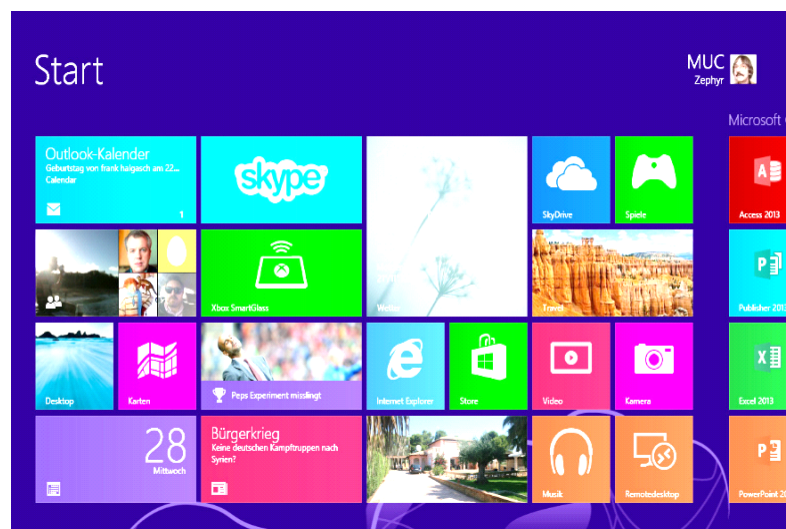 Start
MUC
Zephyr
Microsoft
Outlook-Kalender
Geburtstag von frank haigasch am 22...
Calendar
1
skype
SkyDrive
Spiele
Access 2013
Xbox SmartGlass
Wetter
Travel
Publisher 2013
Desktop
Karten
Peps Experiment misslingt
Internet Explorer
Store
Video
Kamera
Excel 2013
28
Mittwoch
Bürgerkrieg
Keine deutschen Kampftruppen nach
Syrien?
Musik
Remotedesktop
PowerPoint 20